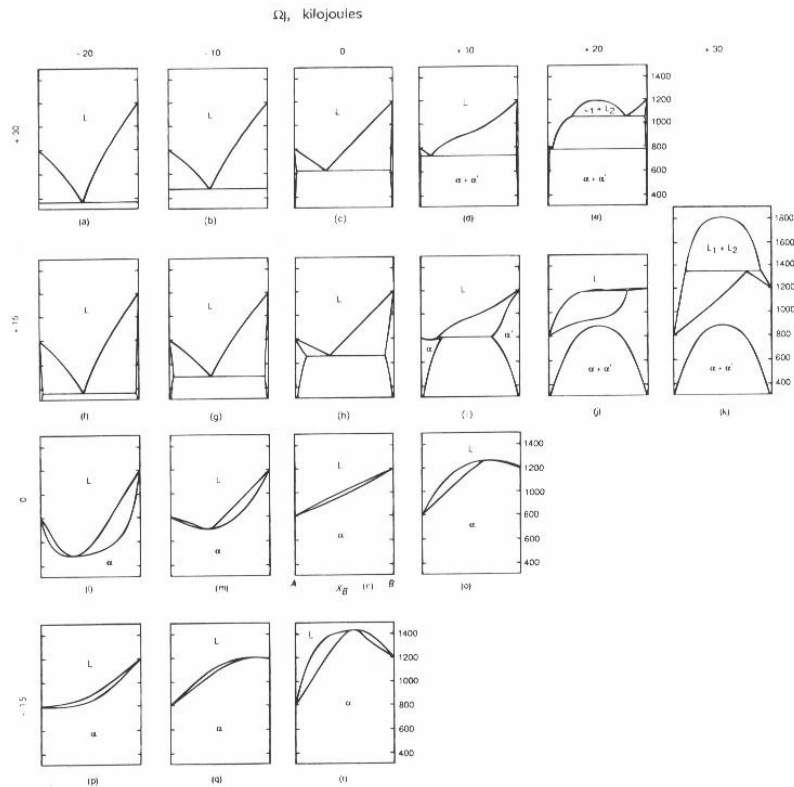 Ωl, kilojoules
- 20 - 10 0 + 10 + 20 + 30
+ 30
L L L L L1 + L2 1400
1200
1000
800
α + α' α + α' 600
400
(a) (b) (c) (d) (e)
1800
1600
L1 + L2 1400
+ 15
L L L L L 1200
1000
α α' 800
α + α' α + α' 600
400
(f) (g) (h) (i) (j) (k)
0
L L L L 1400
1200
1000
α α α α 800
600
400
A XB B
(l) (m) (n) (o)
- 15
L L L 1400
1200
1000
α α α 800
600
400
(p) (q) (r)